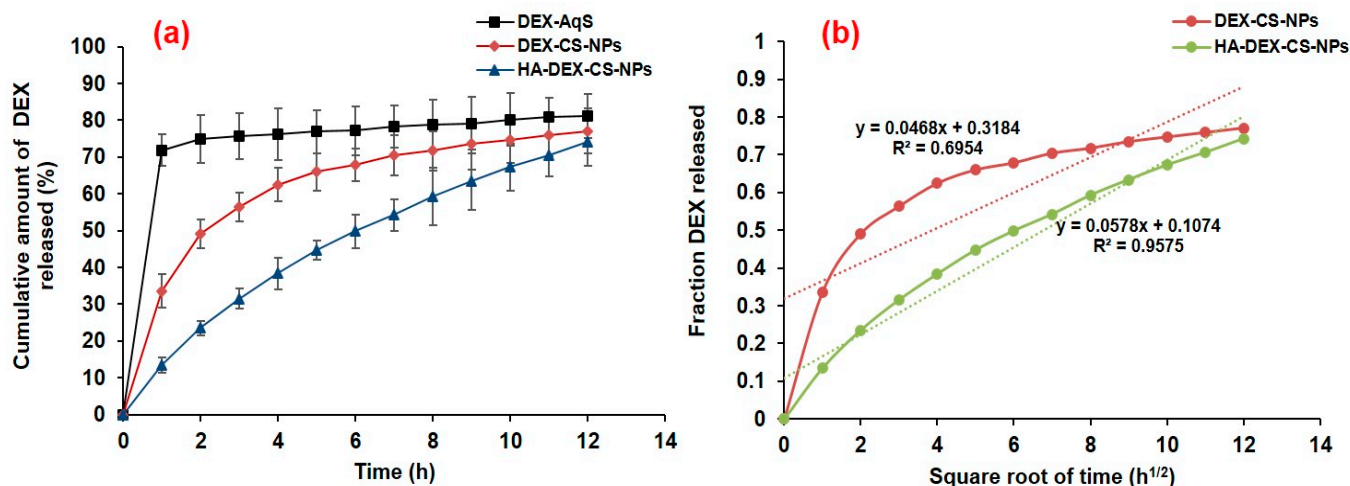 (a)
DEX-AqS
DEX-CS-NPs
HA-DEX-CS-NPs
Cumulative amount of DEX
released (%)
100
90
80
70
60
50
40
30
20
10
0
0 2 4 6 8 10 12 14
Time (h)
(b)
DEX-CS-NPs
HA-DEX-CS-NPs
Fraction DEX released
1
0.9
0.8
0.7
0.6
0.5
0.4
0.3
0.2
0.1
0
y = 0.0468x + 0.3184
R² = 0.6954
y = 0.0578x + 0.1074
R² = 0.9575
0 2 4 6 8 10 12 14
Square root of time (h^1/2)